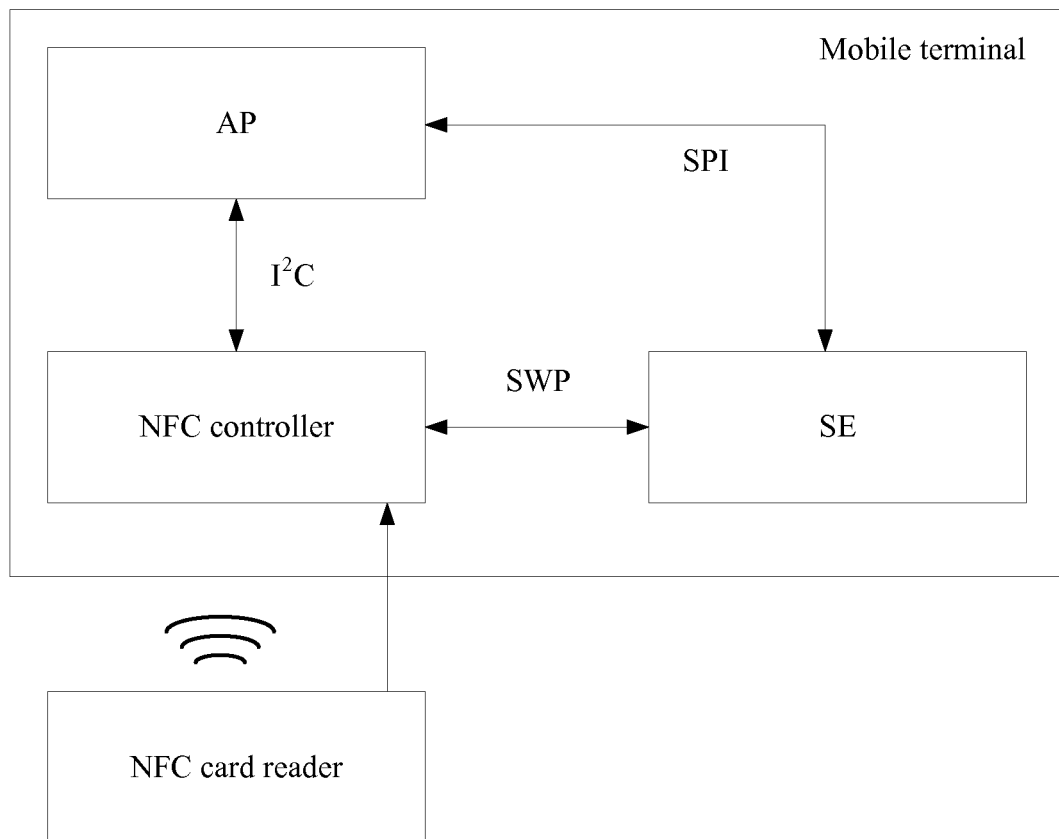 Mobile terminal
AP
SPI
I²C
SWP
NFC controller
SE
NFC card reader